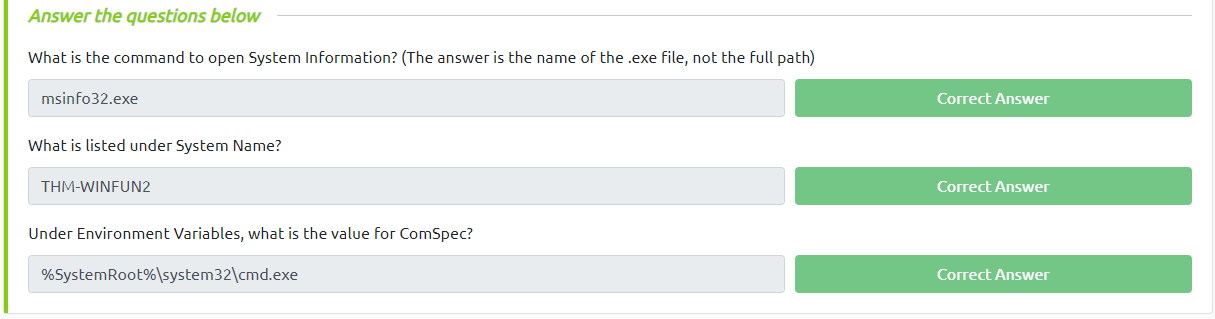 Answer the questions below
What is the command to open System Information? (The answer is the name of the .exe file, not the full path)
msinfo32.exe
Correct Answer
What is listed under System Name?
THM-WINFUN2
Correct Answer
Under Environment Variables, what is the value for ComSpec?
%SystemRoot%\system32\cmd.exe
Correct Answer